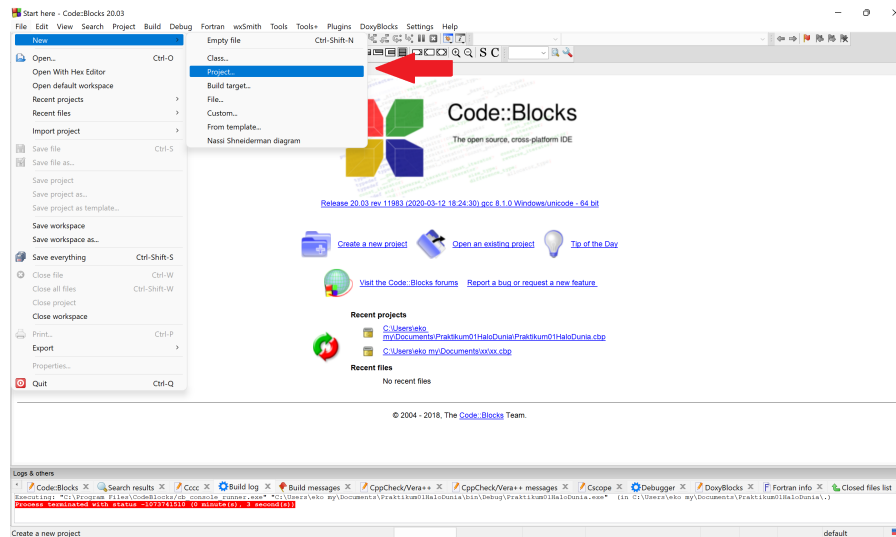 Start here - Code::Blocks 20.03
File Edit View Search Project Build Debug Fortran wxSmith Tools Tools+ Plugins DoxyBlocks Settings Help
New
Open... Ctrl-O
Open With Hex Editor
Open default workspace
Recent projects
Recent files
Import project
Save file Ctrl-S
Save file as...
Save project
Save project as...
Save project as template...
Save workspace
Save workspace as...
Save everything Ctrl-Shift-S
Close file Ctrl-W
Close all files Ctrl-Shift-W
Close project
Close workspace
Print... Ctrl-P
Export
Properties...
Quit Ctrl-Q
Empty file Ctrl-Shift-N
Class...
Project...
Build target...
File...
Custom...
From template...
Nassi Shneiderman diagram
S C
Code::Blocks
The open source, cross-platform IDE
Release 20.03 rev 11983 (2020-03-12 18:24:30) gcc 8.1.0 Windows/unicode - 64 bit
Create a new project Open an existing project Tip of the Day
Visit the Code::Blocks forums Report a bug or request a new feature
Recent projects
C:\Users\eko
my\Documents\Praktikum01HaloDunia\Praktikum01HaloDunia.cbp
C:\Users\eko my\Documents\xx\xx.cbp
Recent files
No recent files
© 2004 - 2018, The Code::Blocks Team.
Logs & others
Code::Blocks X Search results X Cccc X Build log X Build messages X CppCheck/Vera++ X CppCheck/Vera++ messages X Cscope X Debugger X DoxyBlocks X Fortran info X Closed files list
Executing: "C:\Program Files\CodeBlocks/cb_console_runner.exe" "C:\Users\eko my\Documents\Praktikum01HaloDunia\bin\Debug\Praktikum01HaloDunia.exe" (in C:\Users\eko my\Documents\Praktikum01HaloDunia\.)
Process terminated with status -1073741510 (0 minute(s), 3 second(s))
Create a new project default